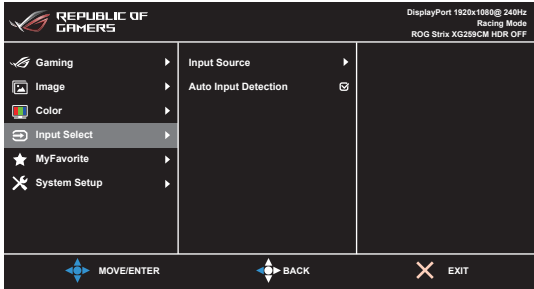 REPUBLIC OF
GAMERS
DisplayPort 1920x1080@ 240Hz
Racing Mode
ROG Strix XG259CM HDR OFF
Gaming
Image
Color
Input Select
MyFavorite
System Setup
Input Source
Auto Input Detection
MOVE/ENTER
BACK
EXIT